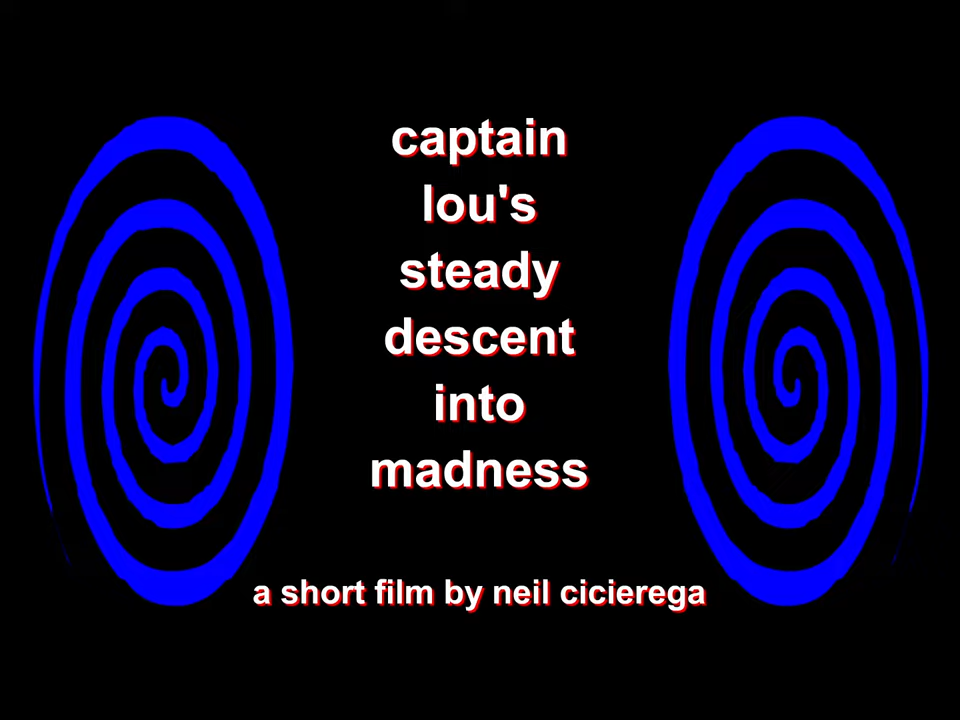 captain
lou's
steady
descent
into
madness
a short film by neil cicierega